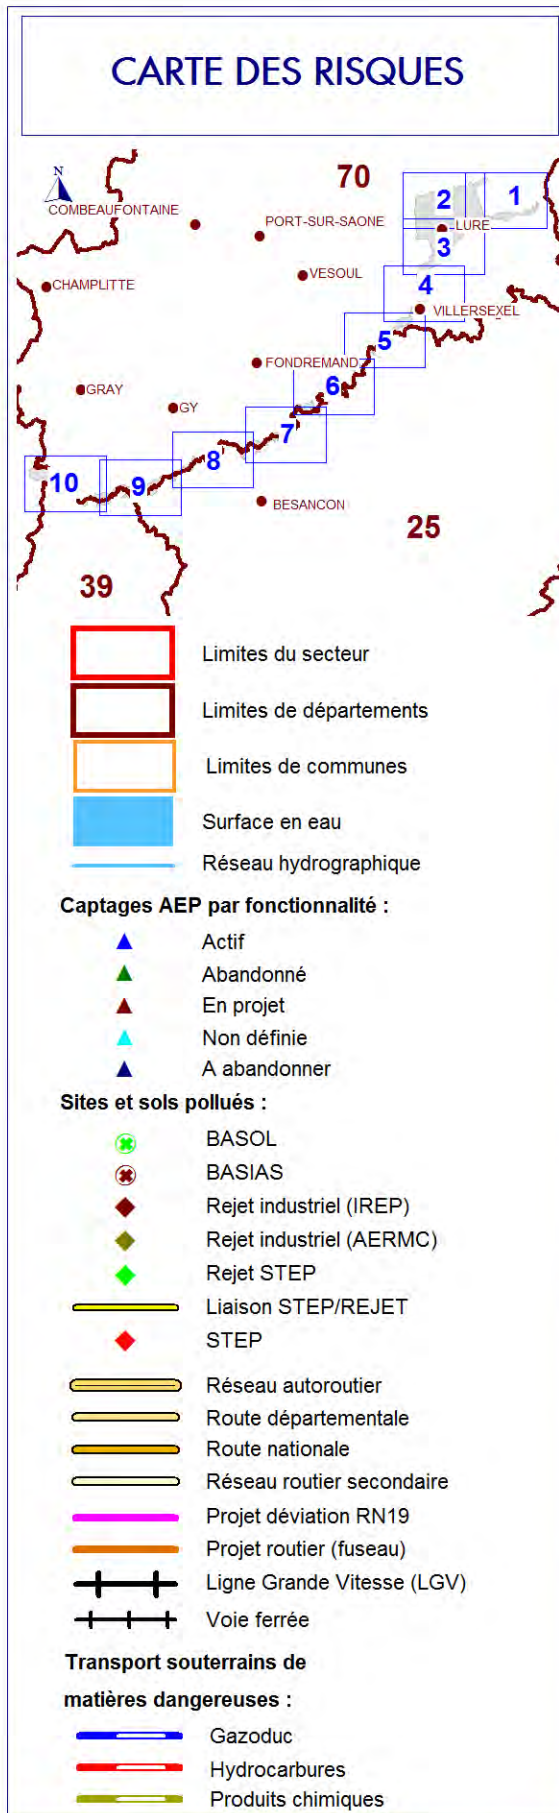 CARTE DES RISQUES
N
70
COMBEAUFONTAINE
PORT-SUR-SAONE
2
1
LURE
3
VESOUL
CHAMPLITTE
4
VILLERSEXEL
5
FONDREMAND
6
GRAY
GY
7
8
10
9
BESANCON
25
39
Limites du secteur
Limites de départements
Limites de communes
Surface en eau
Réseau hydrographique
Captages AEP par fonctionnalité :
Actif
Abandonné
En projet
Non définie
A abandonner
Sites et sols pollués :
BASOL
BASIAS
Rejet industriel (IREP)
Rejet industriel (AERMC)
Rejet STEP
Liaison STEP/REJET
STEP
Réseau autoroutier
Route départementale
Route nationale
Réseau routier secondaire
Projet déviation RN19
Projet routier (fuseau)
Ligne Grande Vitesse (LGV)
Voie ferrée
Transport souterrains de
matières dangereuses :
Gazoduc
Hydrocarbures
Produits chimiques